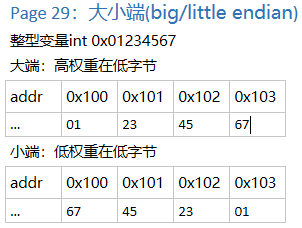 Page 29：大小端(big/little endian)
整型变量int 0x01234567
大端：高权重在低字节
addr 0x100 0x101 0x102 0x103
... 01 23 45 67
小端：低权重在低字节
addr 0x100 0x101 0x102 0x103
... 67 45 23 01